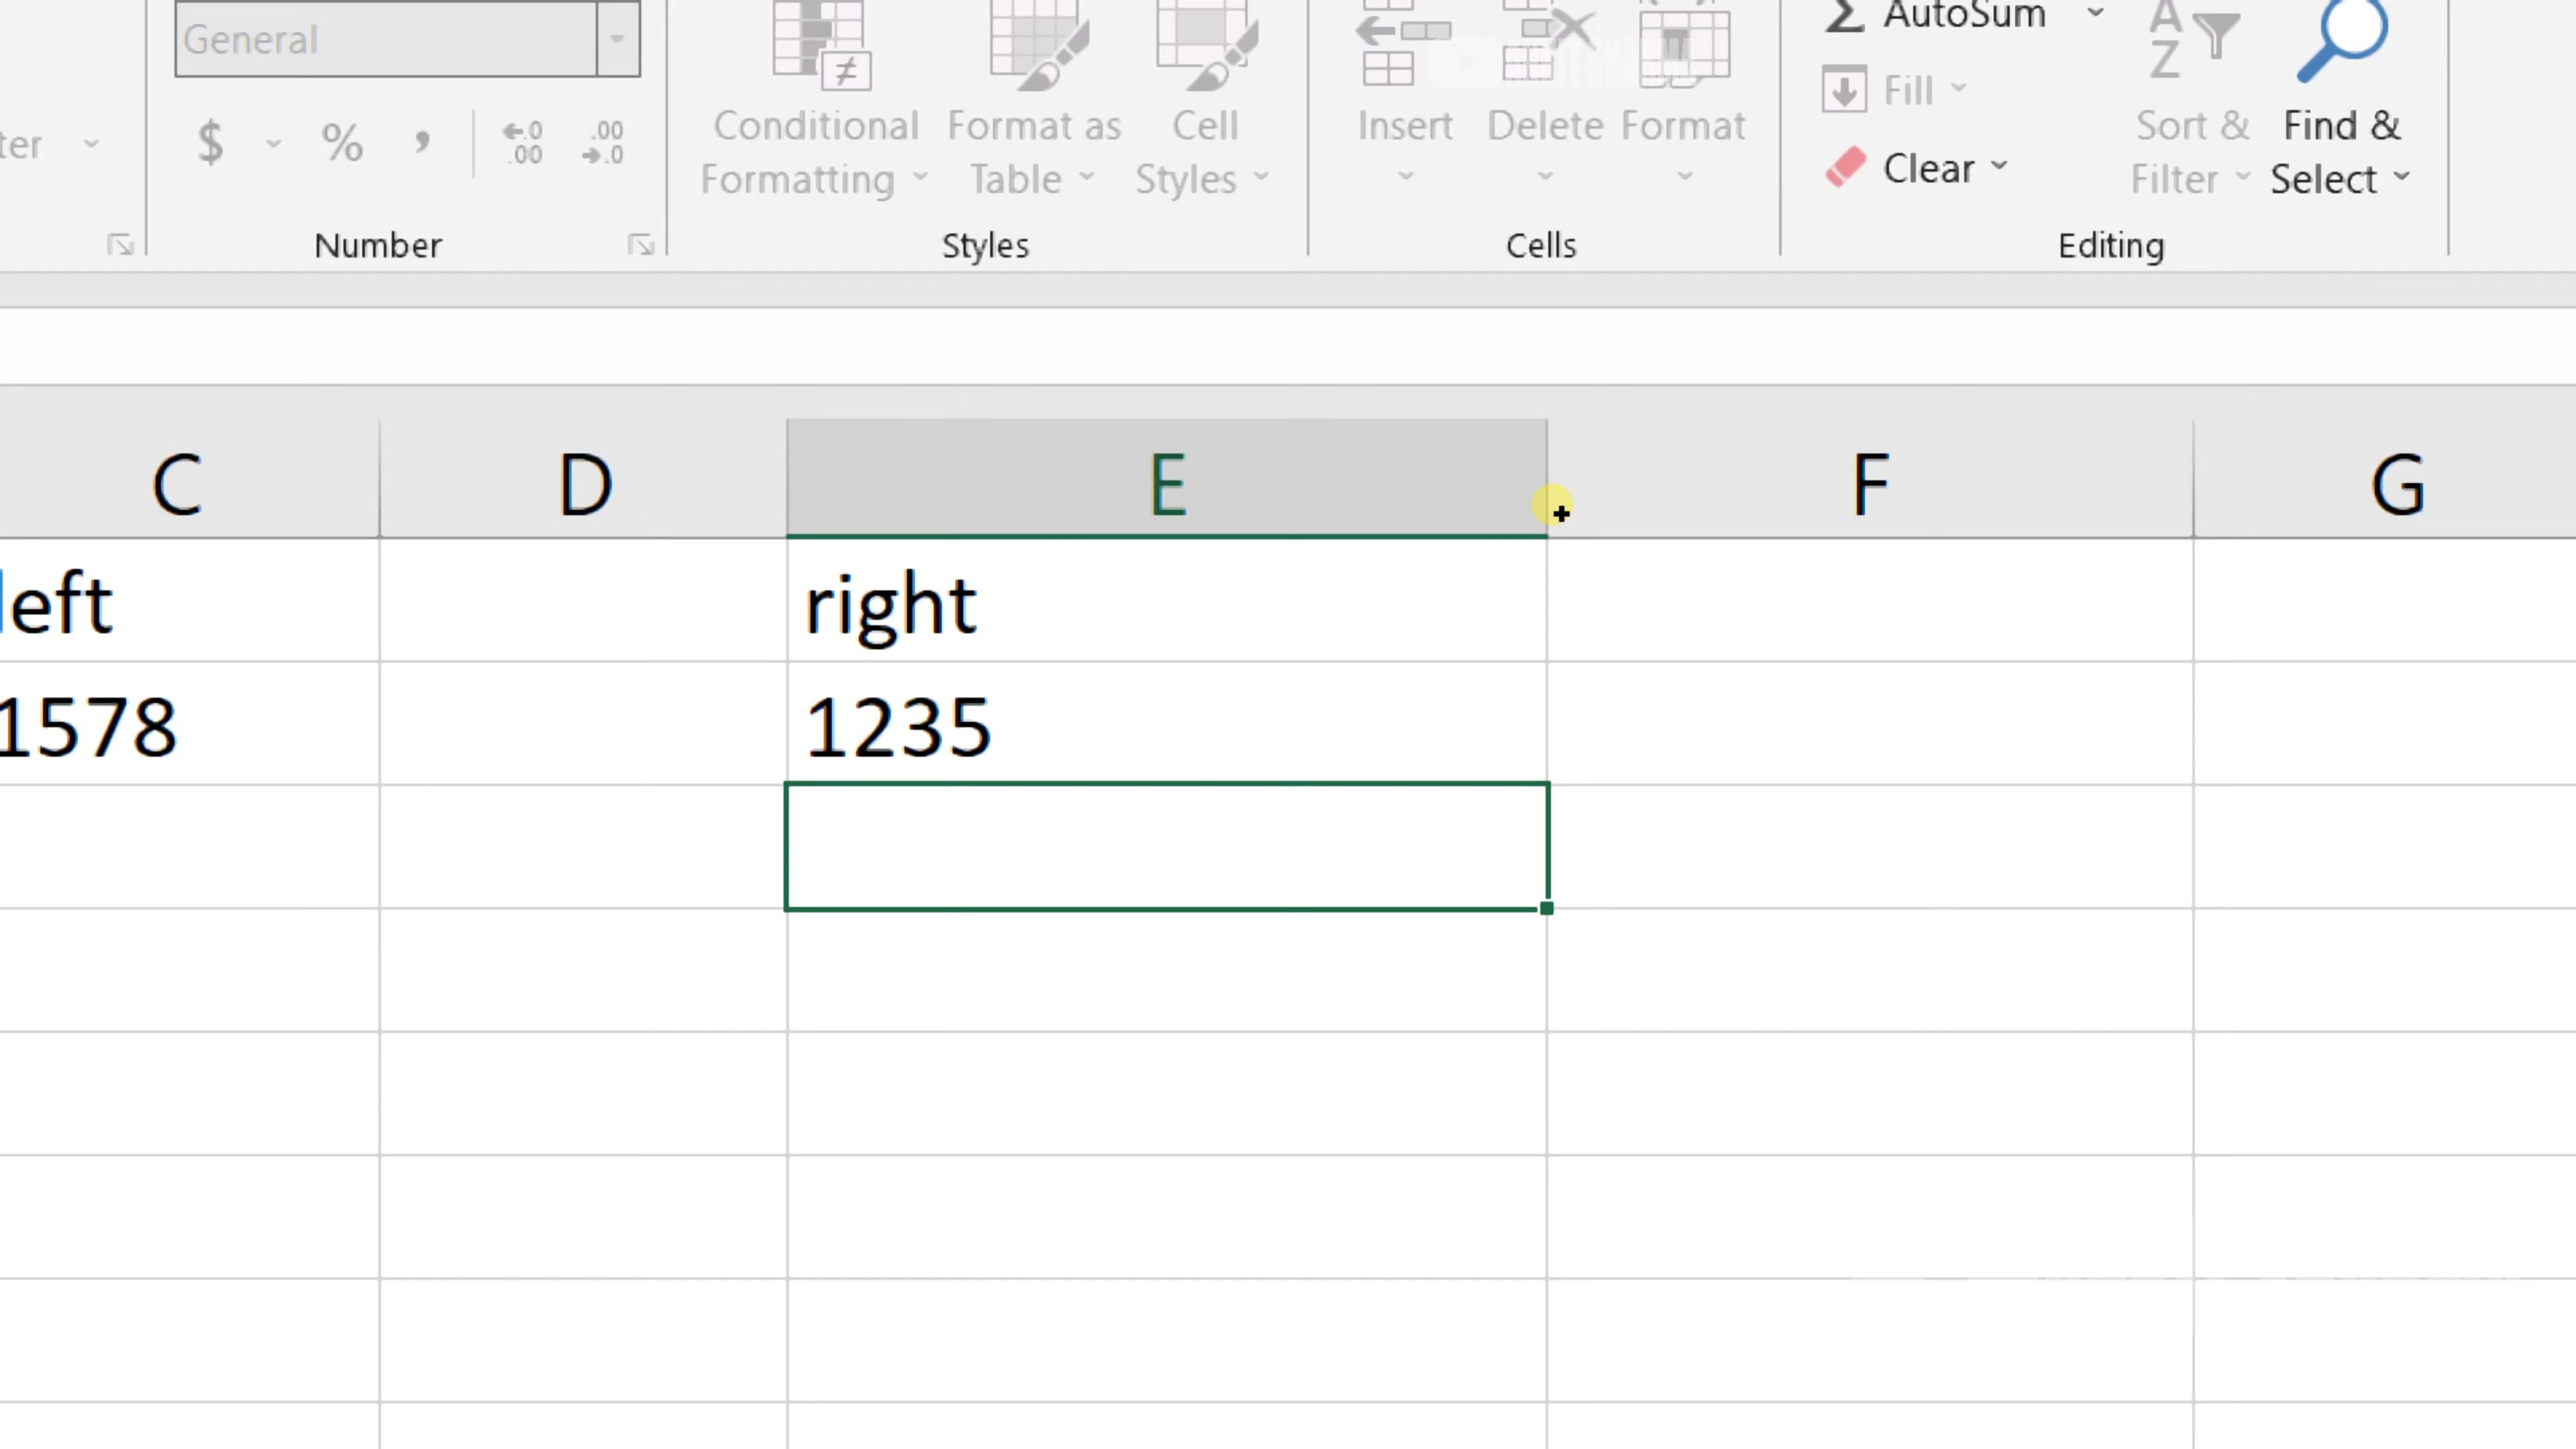 General
AutoSum
Fill
Clear
ter
$ % ,
←.0 .00
.00 →.0
Conditional Formatting
Format as Table
Cell Styles
Insert
Delete
Format
A
Z
Sort & Filter
Find & Select
Number
Styles
Cells
Editing
C D E F G
left right
1578 1235